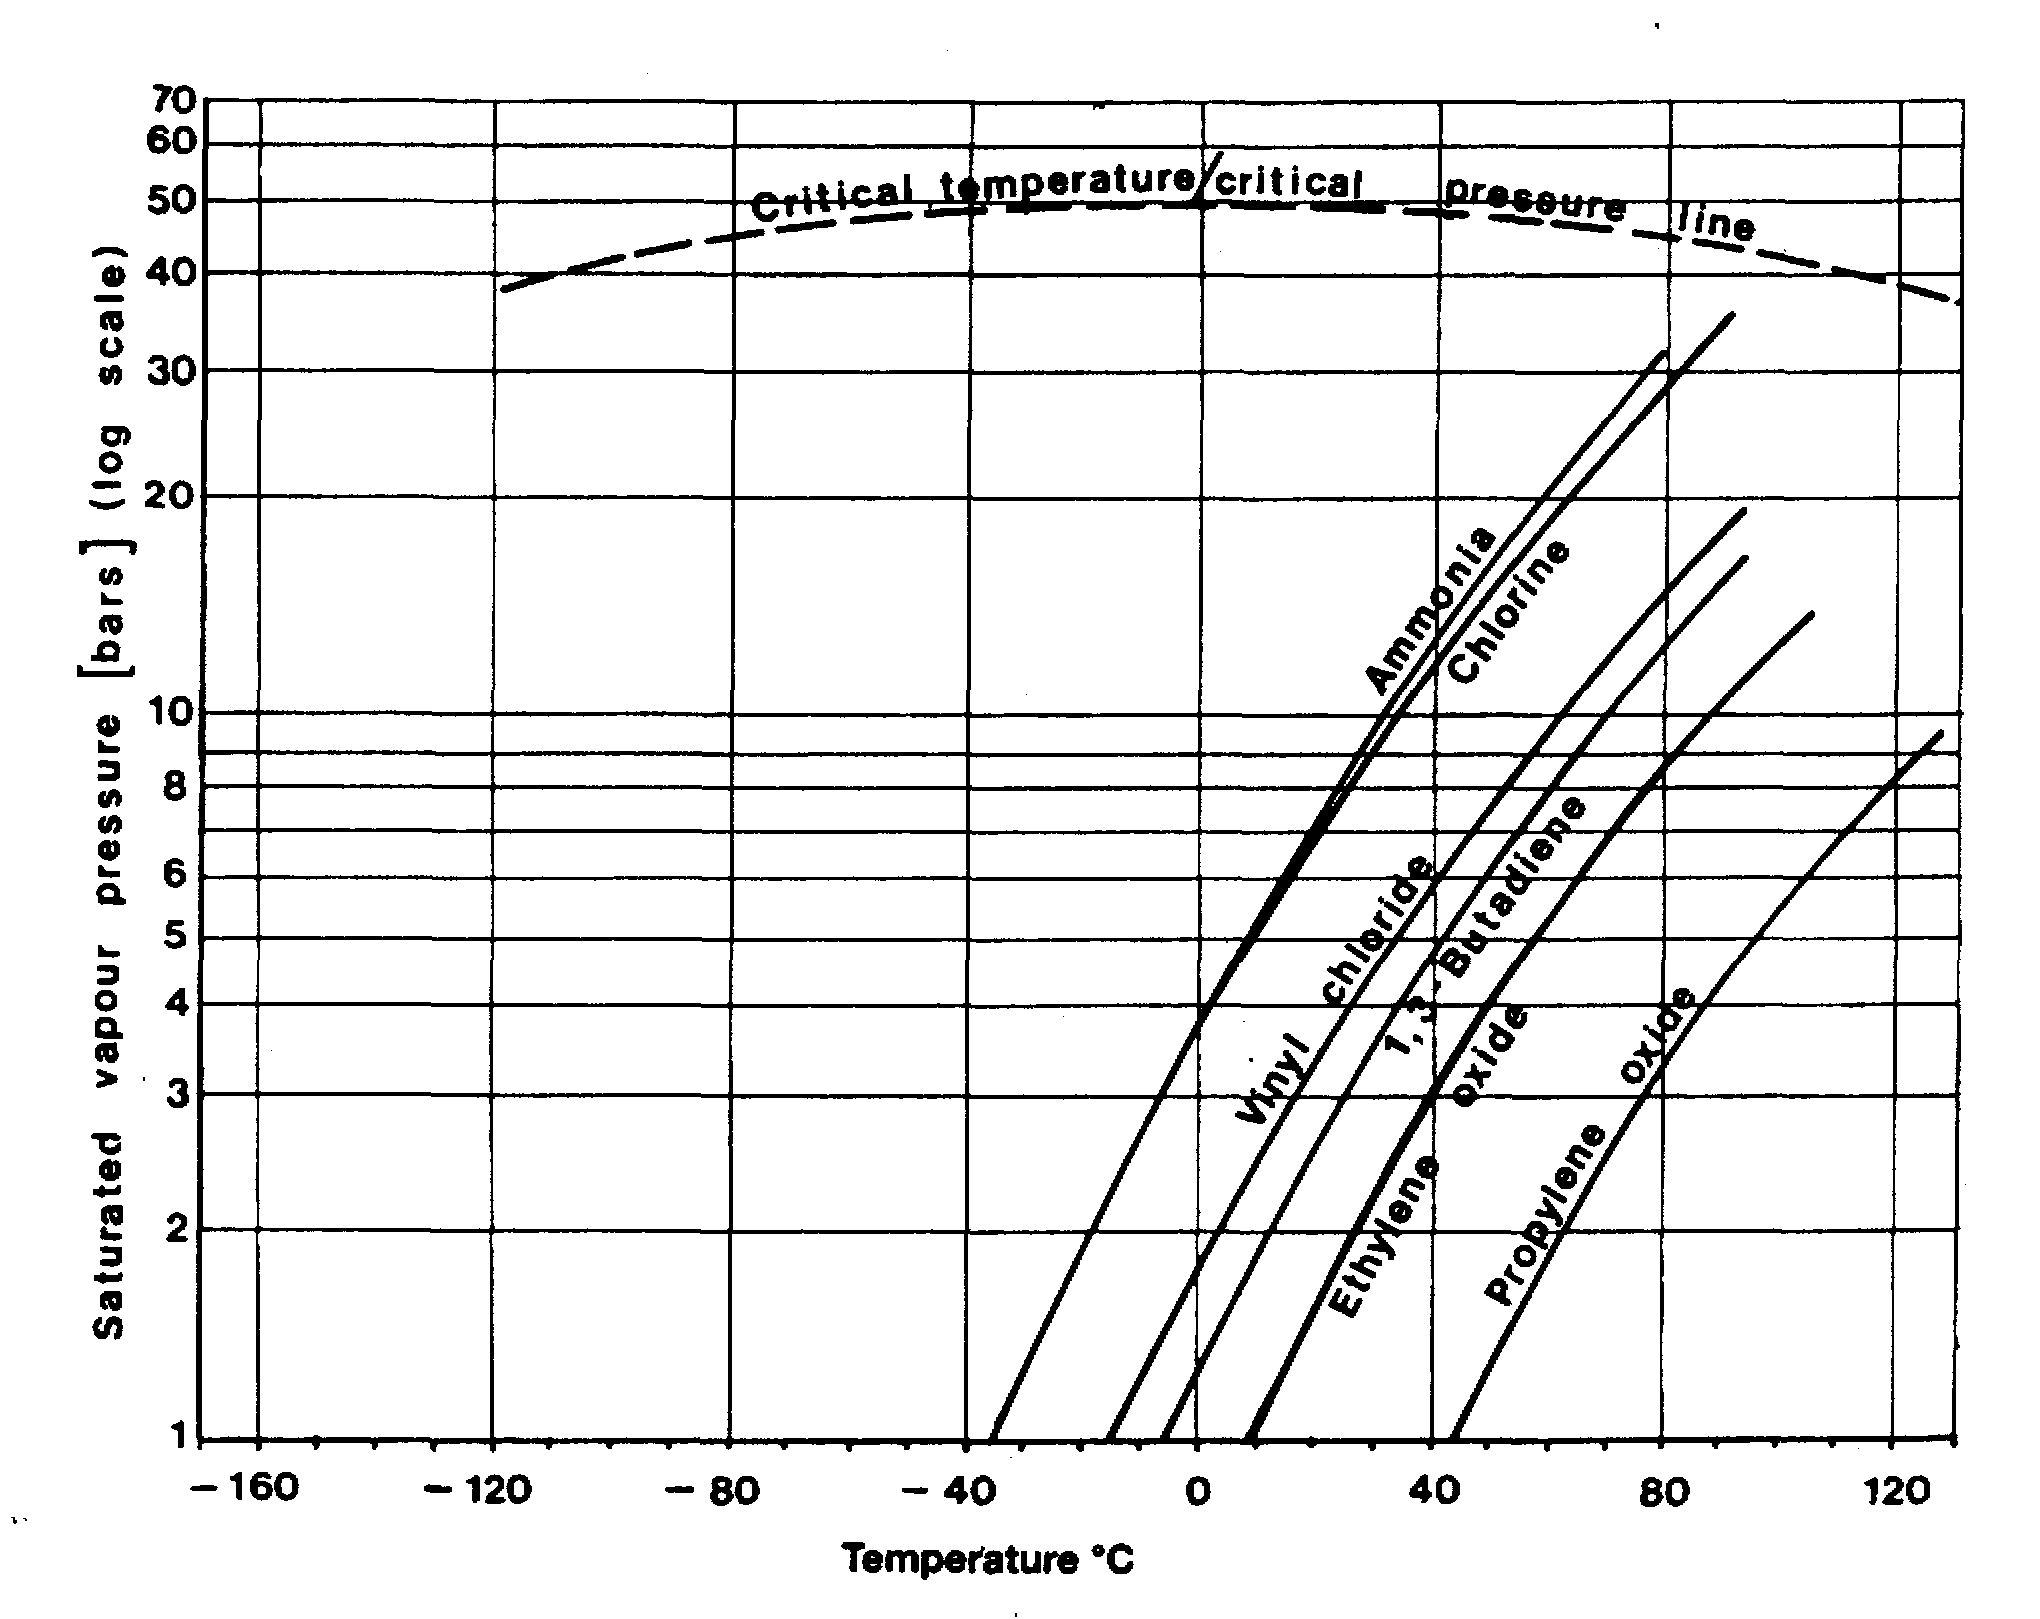 70
60
50
40
30
20
10
8
6
5
4
3
2
1
Saturated vapour pressure [bars] (log scale)
Critical temperature/critical pressure line
Ammonia
Chlorine
Vinyl chloride
1,3 - Butadiene
Ethylene oxide
Propylene oxide
-160 -120 -80 -40 0 40 80 120
Temperature °C